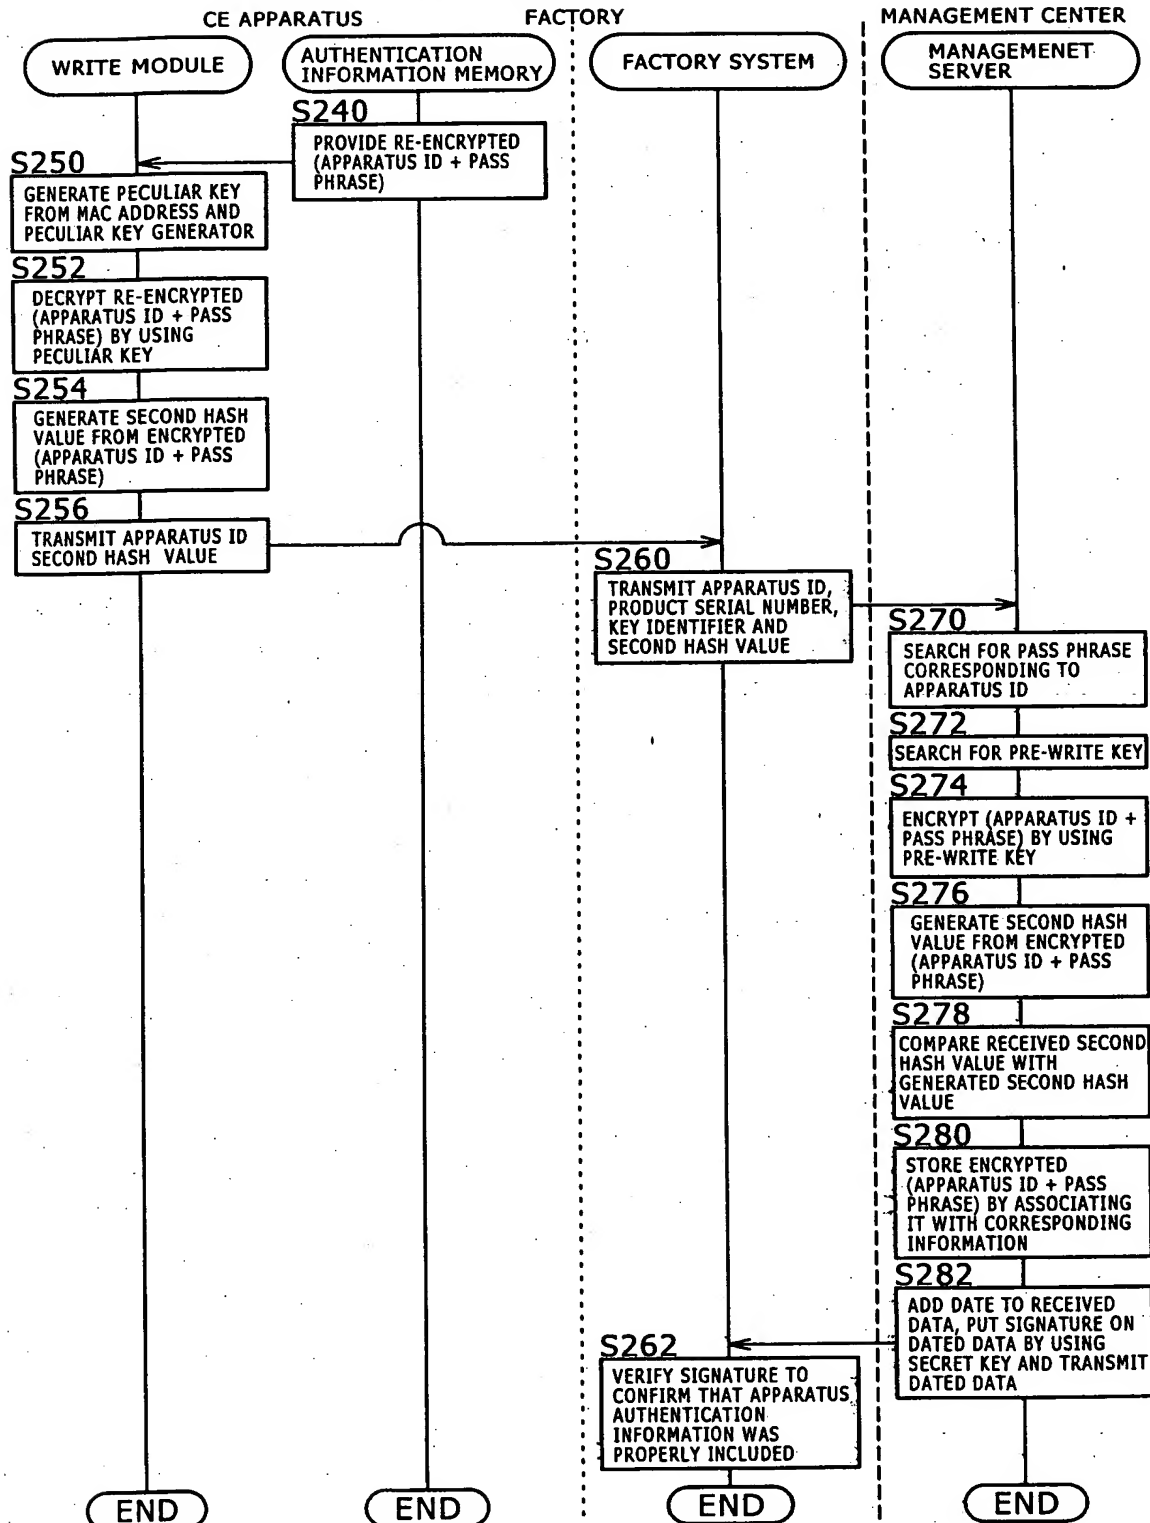 CE APPARATUS
FACTORY
MANAGEMENT CENTER
WRITE MODULE
AUTHENTICATION
INFORMATION MEMORY
FACTORY SYSTEM
MANAGEMENET
SERVER
S240
PROVIDE RE-ENCRYPTED
(APPARATUS ID + PASS
PHRASE)
S250
GENERATE PECULIAR KEY
FROM MAC ADDRESS AND
PECULIAR KEY GENERATOR
S252
DECRYPT RE-ENCRYPTED
(APPARATUS ID + PASS
PHRASE) BY USING
PECULIAR KEY
S254
GENERATE SECOND HASH
VALUE FROM ENCRYPTED
(APPARATUS ID + PASS
PHRASE)
S256
TRANSMIT APPARATUS ID
SECOND HASH VALUE
S260
TRANSMIT APPARATUS ID,
PRODUCT SERIAL NUMBER,
KEY IDENTIFIER AND
SECOND HASH VALUE
S270
SEARCH FOR PASS PHRASE
CORRESPONDING TO
APPARATUS ID
S272
SEARCH FOR PRE-WRITE KEY
S274
ENCRYPT (APPARATUS ID +
PASS PHRASE) BY USING
PRE-WRITE KEY
S276
GENERATE SECOND HASH
VALUE FROM ENCRYPTED
(APPARATUS ID + PASS
PHRASE)
S278
COMPARE RECEIVED SECOND
HASH VALUE WITH
GENERATED SECOND HASH
VALUE
S280
STORE ENCRYPTED
(APPARATUS ID + PASS
PHRASE) BY ASSOCIATING
IT WITH CORRESPONDING
INFORMATION
S282
ADD DATE TO RECEIVED
DATA, PUT SIGNATURE ON
DATED DATA BY USING
SECRET KEY AND TRANSMIT
DATED DATA
S262
VERIFY SIGNATURE TO
CONFIRM THAT APPARATUS
AUTHENTICATION
INFORMATION WAS
PROPERLY INCLUDED
END
END
END
END